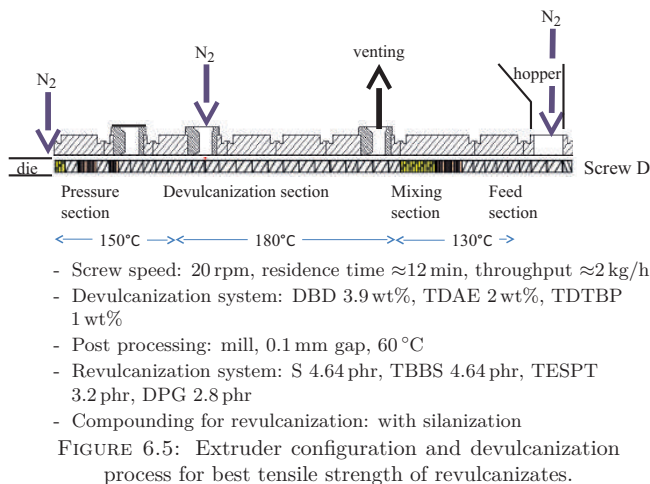 N2
venting
N2
hopper
N2
die
Screw D
Pressure section
Devulcanization section
Mixing section
Feed section
150°C
180°C
130°C
- Screw speed: 20 rpm, residence time ≈12 min, throughput ≈2 kg/h
- Devulcanization system: DBD 3.9 wt%, TDAE 2 wt%, TDTBP
1 wt%
- Post processing: mill, 0.1 mm gap, 60 °C
- Revulcanization system: S 4.64 phr, TBBS 4.64 phr, TESPT
3.2 phr, DPG 2.8 phr
- Compounding for revulcanization: with silanization
FIGURE 6.5: Extruder configuration and devulcanization
process for best tensile strength of revulcanizates.